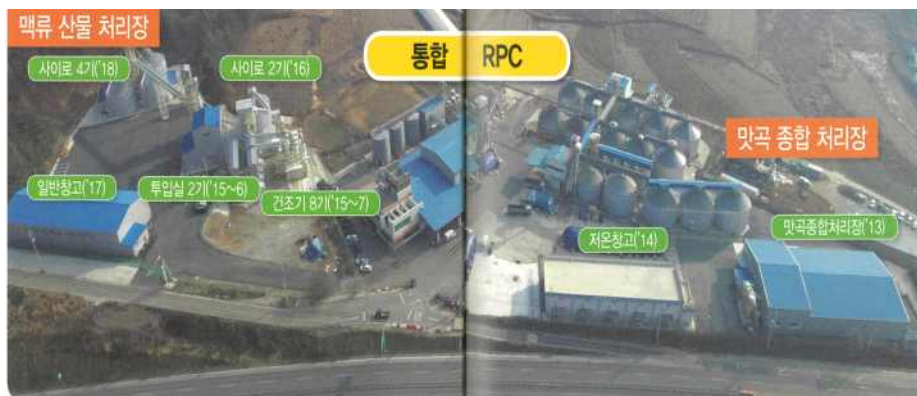 맥류 산물 처리장
통합 RPC
사이로 4기('18)
사이로 2기('16)
맛곡 종합 처리장
일반창고('17)
투입실 2기('15~6)
건조기 8기('15~7)
저온창고('14)
맛곡종합처리장('13)